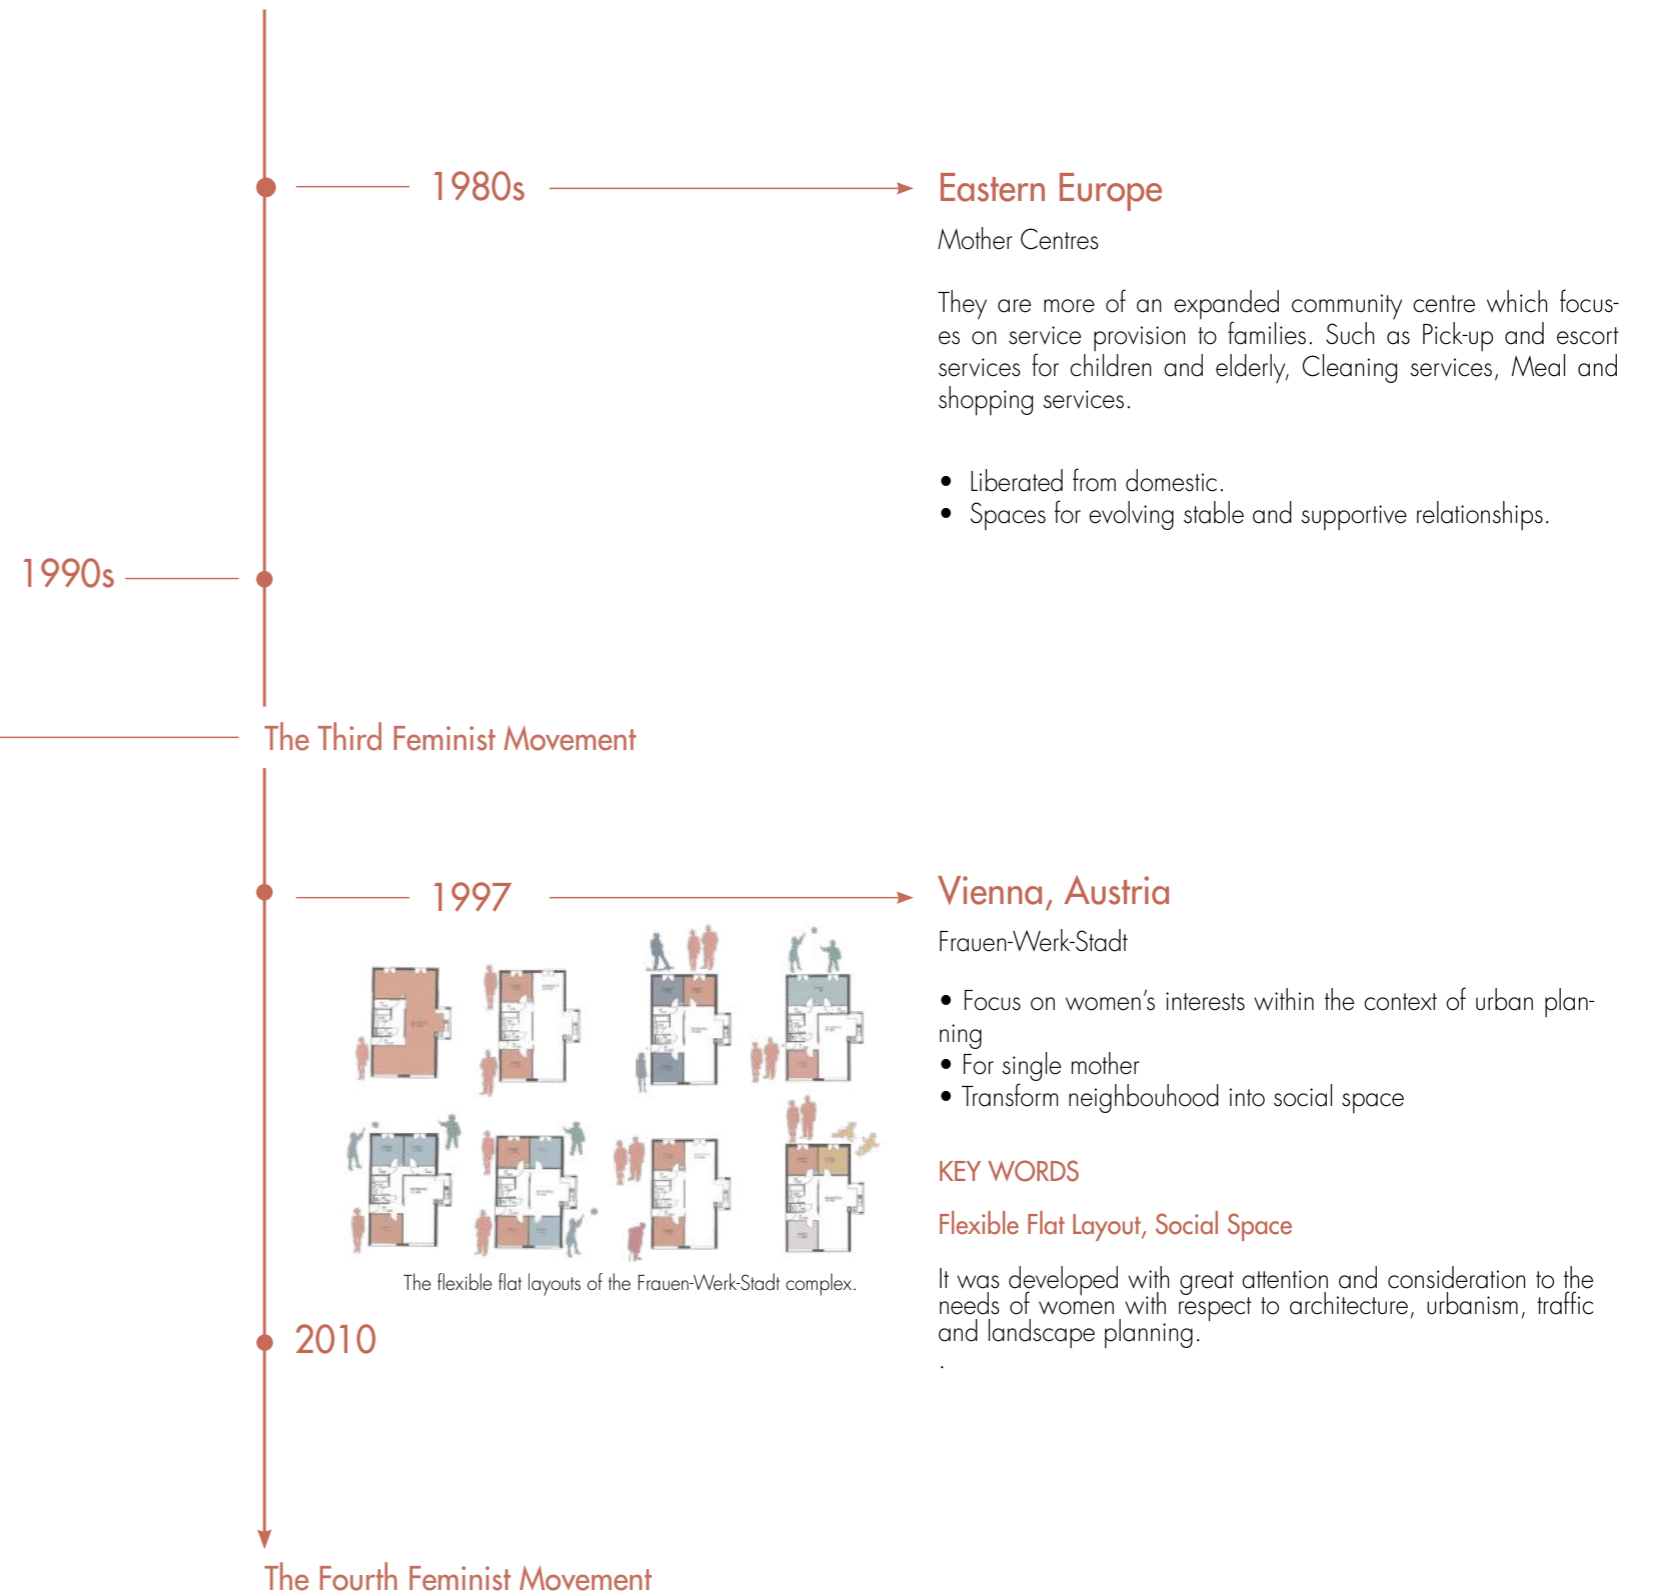 1980s
Eastern Europe
Mother Centres
They are more of an expanded community centre which focus-
es on service provision to families. Such as Pick-up and escort
services for children and elderly, Cleaning services, Meal and
shopping services.
• Liberated from domestic.
• Spaces for evolving stable and supportive relationships.
1990s
The Third Feminist Movement
1997
Vienna, Austria
Frauen-Werk-Stadt
• Focus on women's interests within the context of urban plan-
ning
• For single mother
• Transform neighbouhood into social space
KEY WORDS
Flexible Flat Layout, Social Space
It was developed with great attention and consideration to the
needs of women with respect to architecture, urbanism, traffic
and landscape planning.
.
The flexible flat layouts of the Frauen-Werk-Stadt complex.
2010
The Fourth Feminist Movement